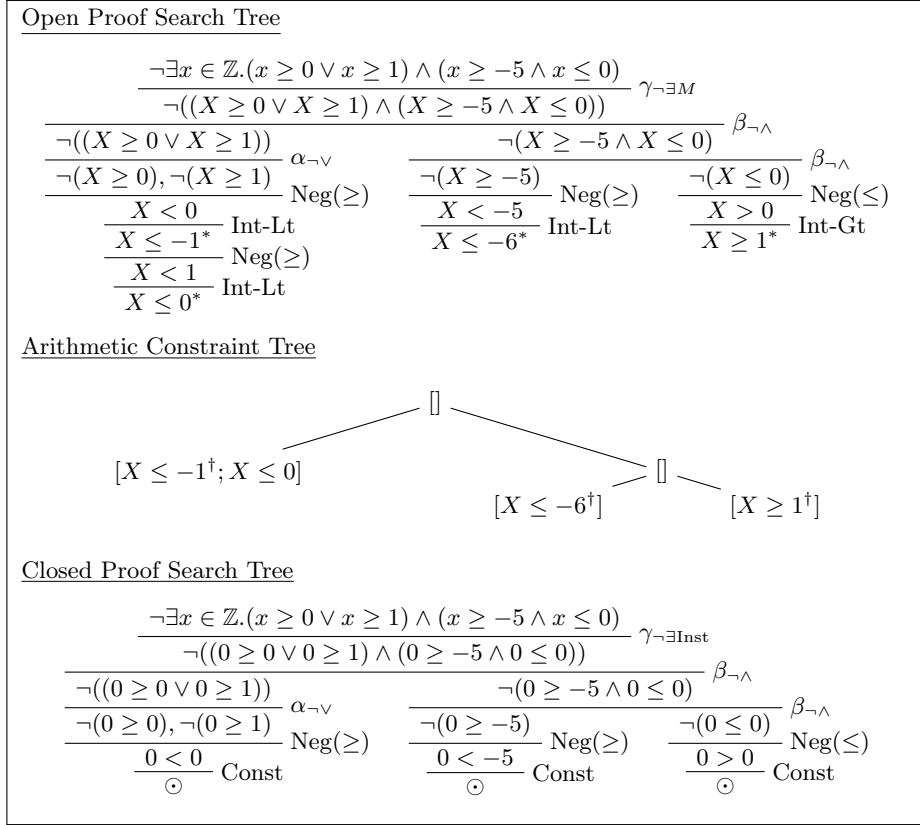 Open Proof Search Tree
¬∃x ∈ ℤ.(x ≥ 0 ∨ x ≥ 1) ∧ (x ≥ −5 ∧ x ≤ 0)
γ¬∃M
¬((X ≥ 0 ∨ X ≥ 1) ∧ (X ≥ −5 ∧ X ≤ 0))
β¬∧
¬((X ≥ 0 ∨ X ≥ 1)) α¬∨ ¬(X ≥ −5 ∧ X ≤ 0) β¬∧
¬(X ≥ 0), ¬(X ≥ 1) Neg(≥) ¬(X ≥ −5) Neg(≥) ¬(X ≤ 0) Neg(≤)
X < 0 Int-Lt X < −5 Int-Lt X > 0 Int-Gt
X ≤ −1* Neg(≥) X ≤ −6* X ≥ 1*
X < 1 Int-Lt
X ≤ 0*
Arithmetic Constraint Tree
[]
[X ≤ −1†; X ≤ 0] []
[X ≤ −6†] [X ≥ 1†]
Closed Proof Search Tree
¬∃x ∈ ℤ.(x ≥ 0 ∨ x ≥ 1) ∧ (x ≥ −5 ∧ x ≤ 0)
γ¬∃Inst
¬((0 ≥ 0 ∨ 0 ≥ 1) ∧ (0 ≥ −5 ∧ 0 ≤ 0))
β¬∧
¬((0 ≥ 0 ∨ 0 ≥ 1)) α¬∨ ¬(0 ≥ −5 ∧ 0 ≤ 0) β¬∧
¬(0 ≥ 0), ¬(0 ≥ 1) Neg(≥) ¬(0 ≥ −5) Neg(≥) ¬(0 ≤ 0) Neg(≤)
0 < 0 Const 0 < −5 Const 0 > 0 Const
⊙ ⊙ ⊙